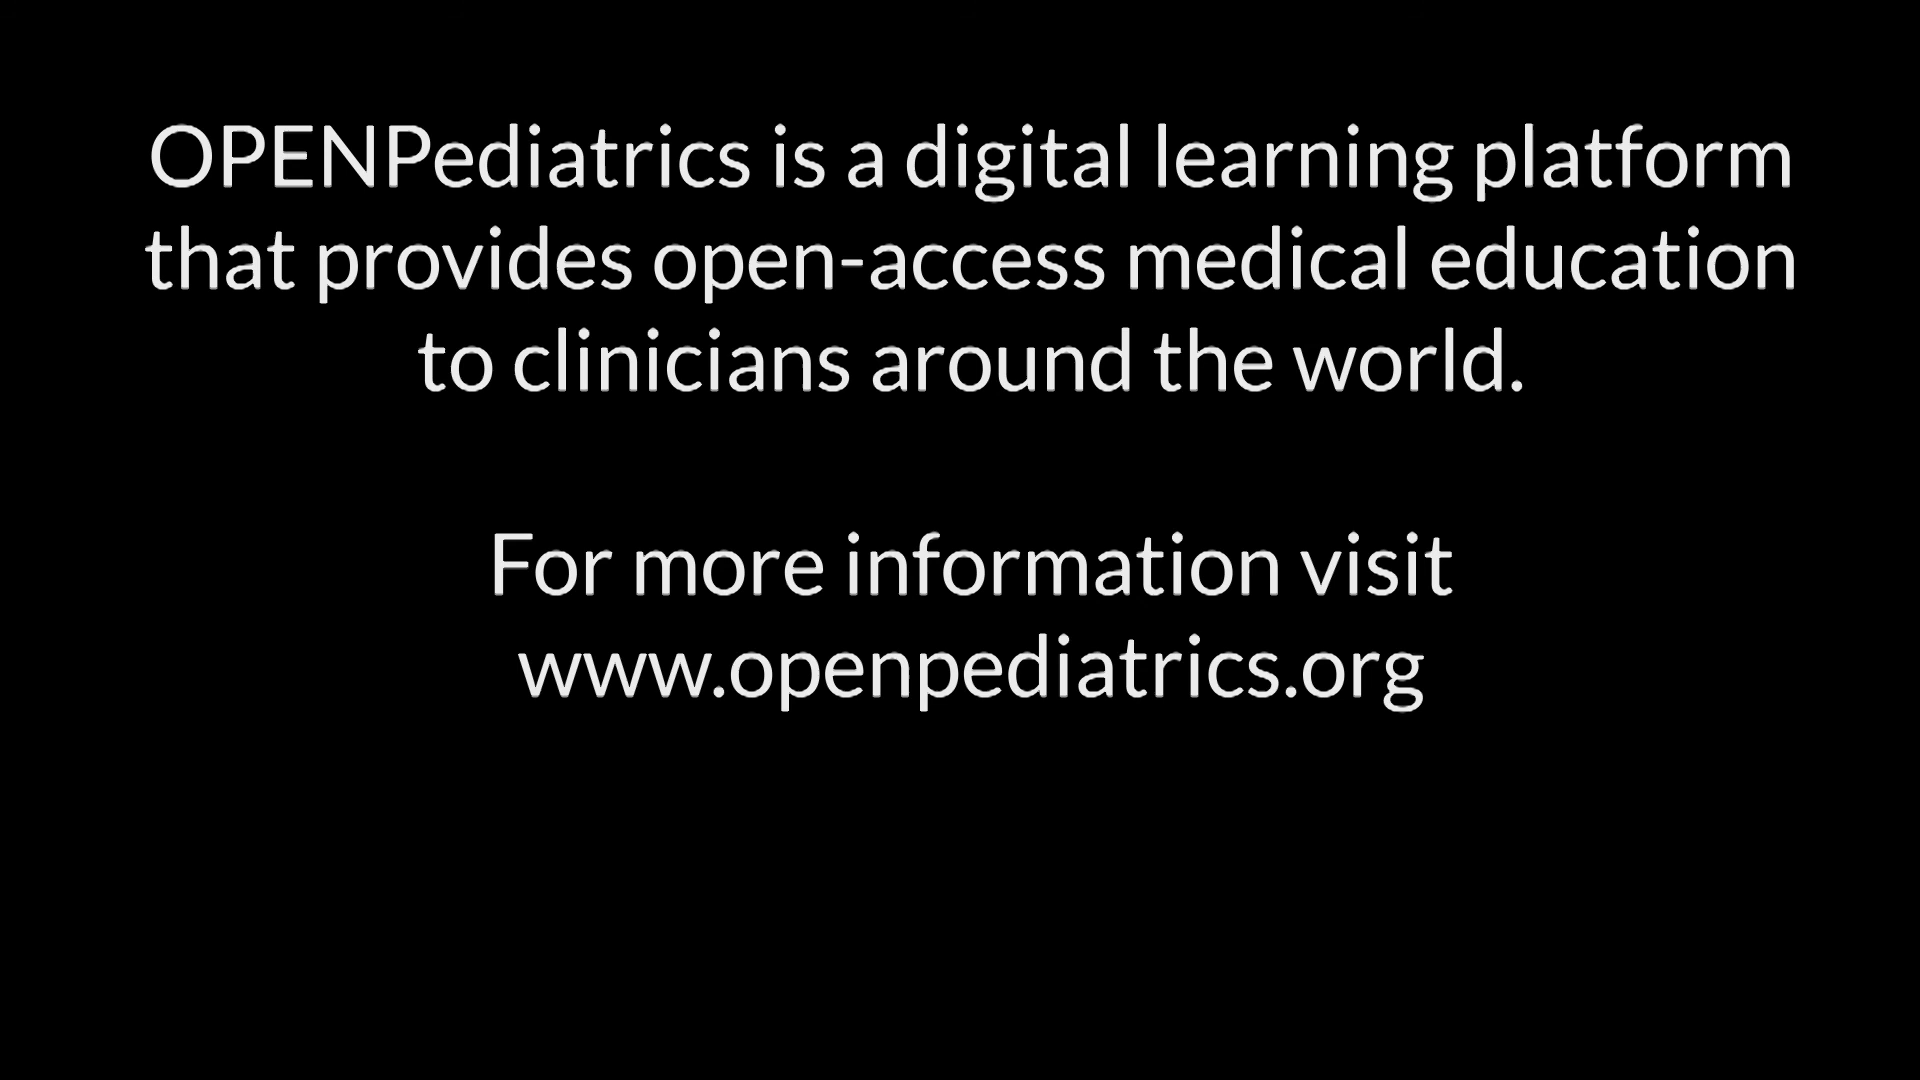 OPENPediatrics is a digital learning platform
that provides open-access medical education
to clinicians around the world.
For more information visit
www.openpediatrics.org